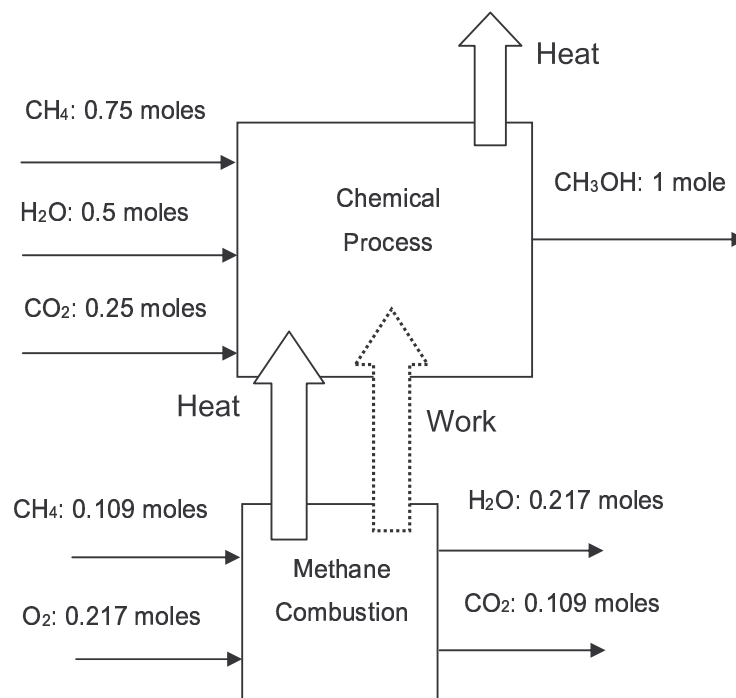 Heat
CH₄: 0.75 moles
Chemical
Process
CH₃OH: 1 mole
H₂O: 0.5 moles
CO₂: 0.25 moles
Heat
Work
CH₄: 0.109 moles
H₂O: 0.217 moles
Methane
Combustion
O₂: 0.217 moles
CO₂: 0.109 moles